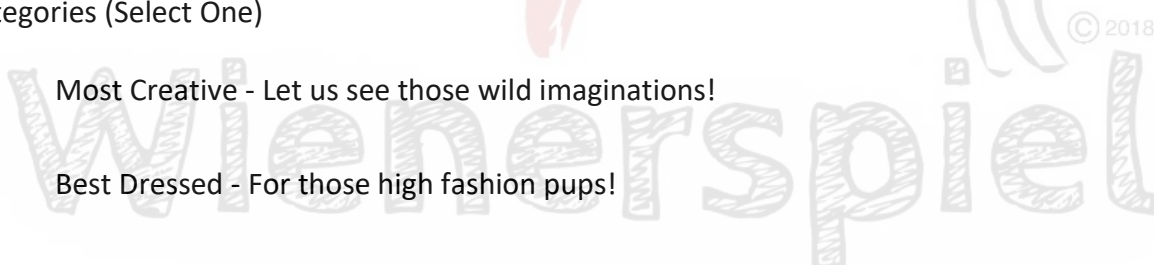 tegories (Select One)
© 2018
Most Creative - Let us see those wild imaginations!
Wienerspiel
Best Dressed - For those high fashion pups!